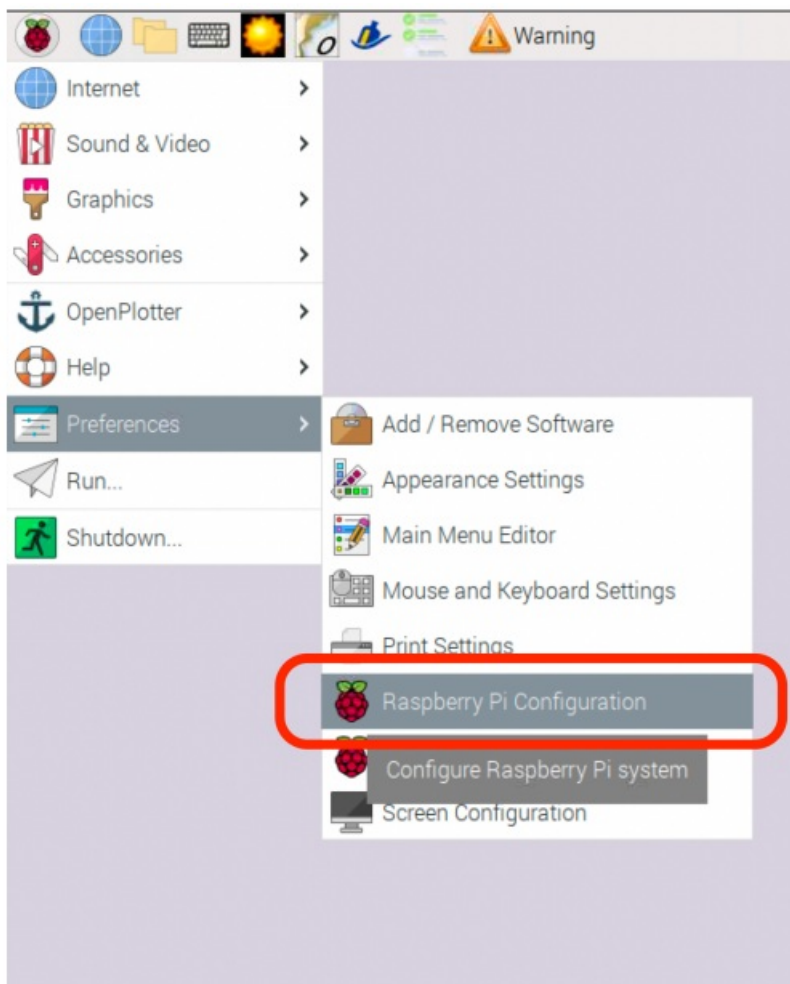 Warning
Internet
Sound & Video
Graphics
Accessories
OpenPlotter
Help
Preferences
Add / Remove Software
Run...
Appearance Settings
Shutdown...
Main Menu Editor
Mouse and Keyboard Settings
Print Settings
Raspberry Pi Configuration
Configure Raspberry Pi system
Screen Configuration